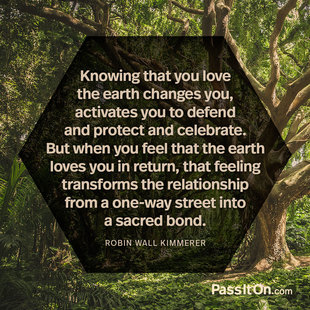 Knowing that you love
the earth changes you,
activates you to defend
and protect and celebrate.
But when you feel that the earth
loves you in return, that feeling
transforms the relationship
from a one-way street into
a sacred bond.
ROBIN WALL KIMMERER
PassItOn.com